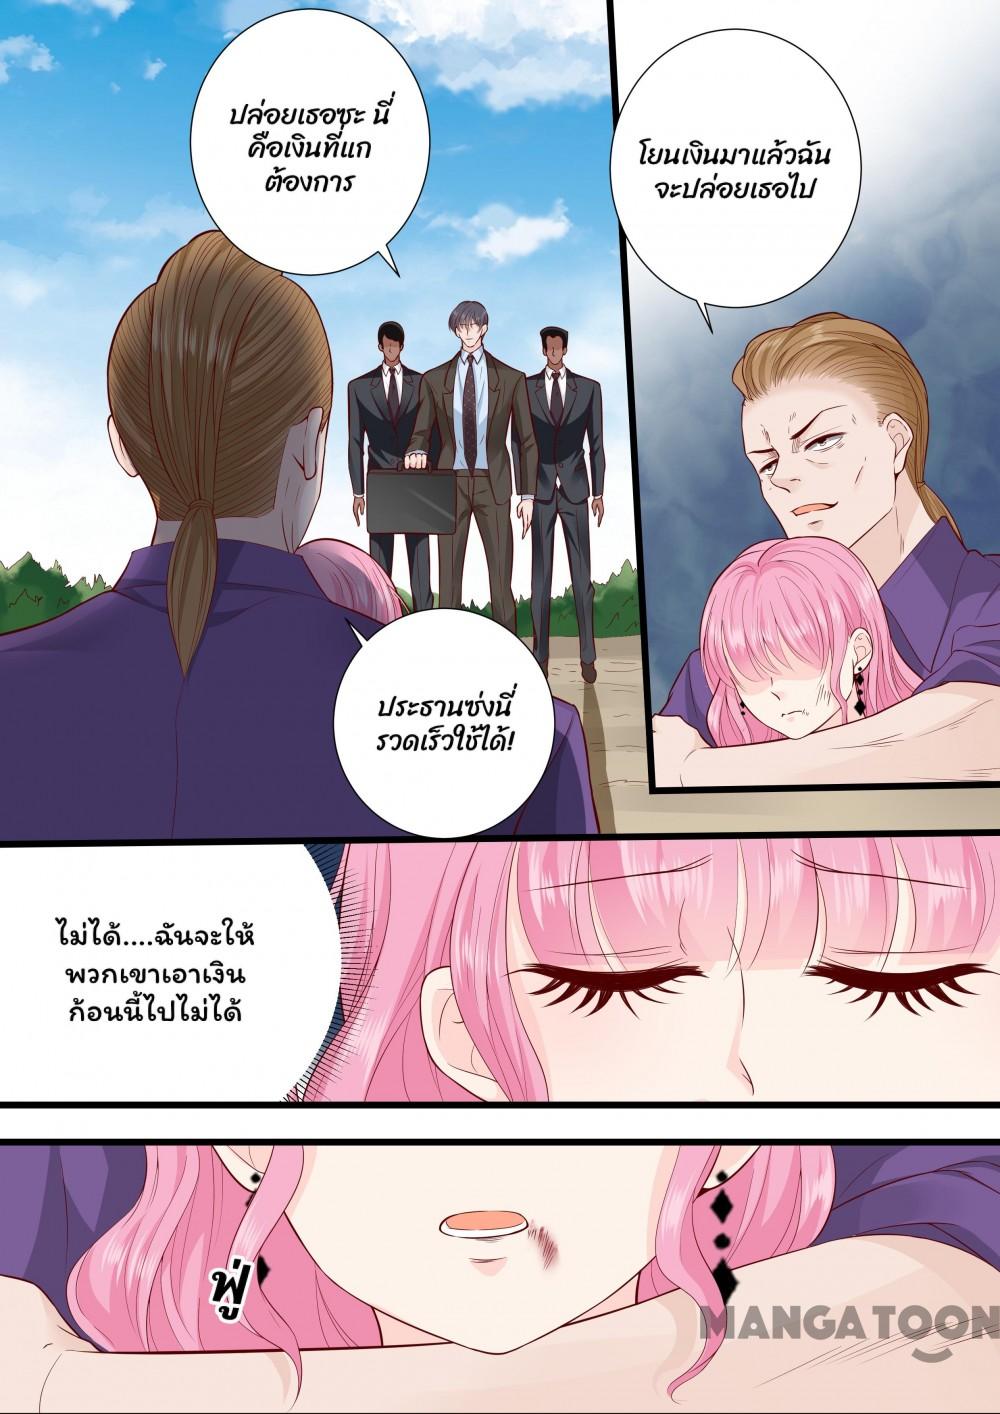 ปล่อยเธอซะ นี่
คือเงินที่แก
ต้องการ
โยนเงินมาแล้วฉัน
จะปล่อยเธอไป
ประธานซ่งนี่
รวดเร็วใช้ได้!
ไม่ได้....ฉันจะให้
พวกเขาเอาเงิน
ก้อนนี้ไปไม่ได้
ฟู่
MANGATOON